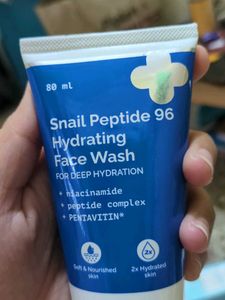 80 ml
Snail Peptide 96
Hydrating
Face Wash
FOR DEEP HYDRATION
+ niacinamide
+ peptide complex
+ PENTAVITIN®
2x
Soft & Nourished
skin
2x Hydrated
skin